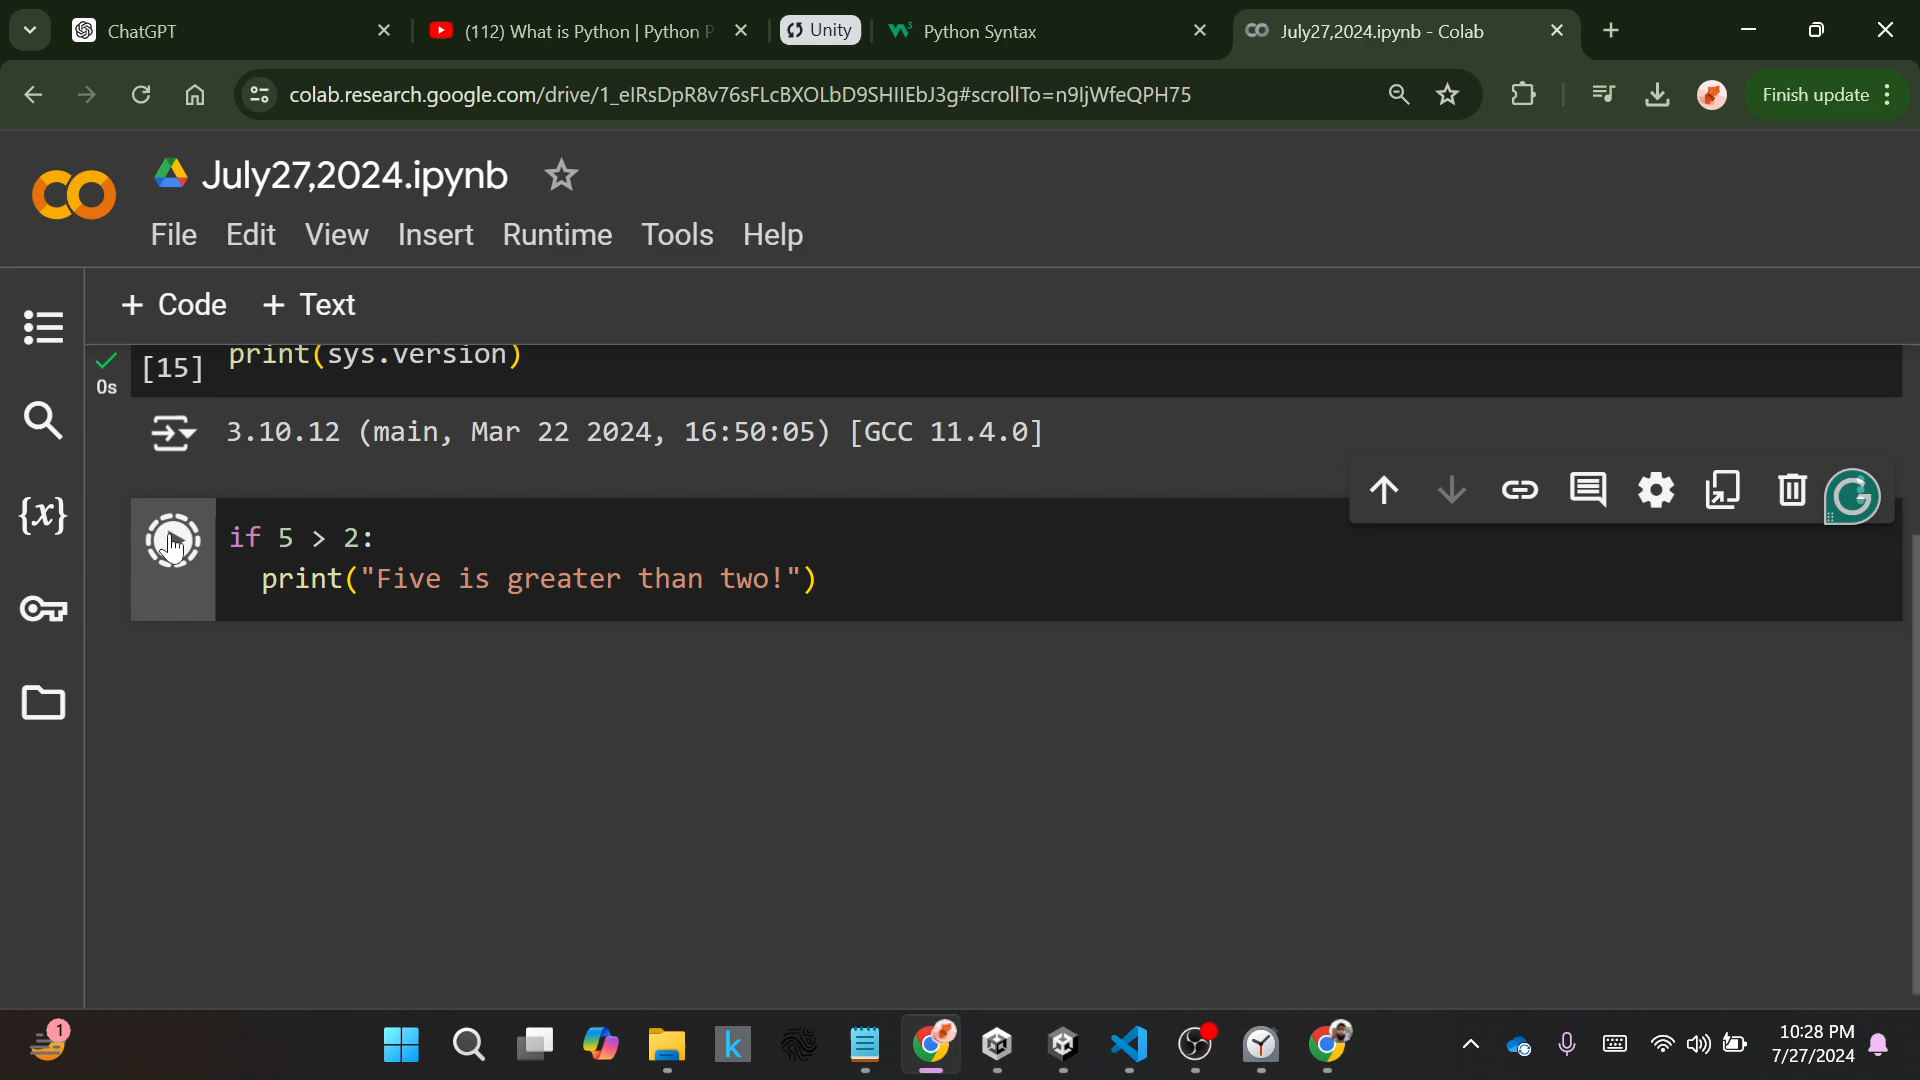 ChatGPT
(112) What is Python | Python P
Unity
Python Syntax
July27,2024.ipynb - Colab
colab.research.google.com/drive/1_eIRsDpR8v76sFLcBXOLbD9SHIIEbJ3g#scrollTo=n9IjWfeQPH75
Finish update
July27,2024.ipynb
File Edit View Insert Runtime Tools Help
+ Code + Text
[15] print(sys.version)
0s
3.10.12 (main, Mar 22 2024, 16:50:05) [GCC 11.4.0]
{x}
if 5 > 2:
print("Five is greater than two!")
1
k
10:28 PM
7/27/2024